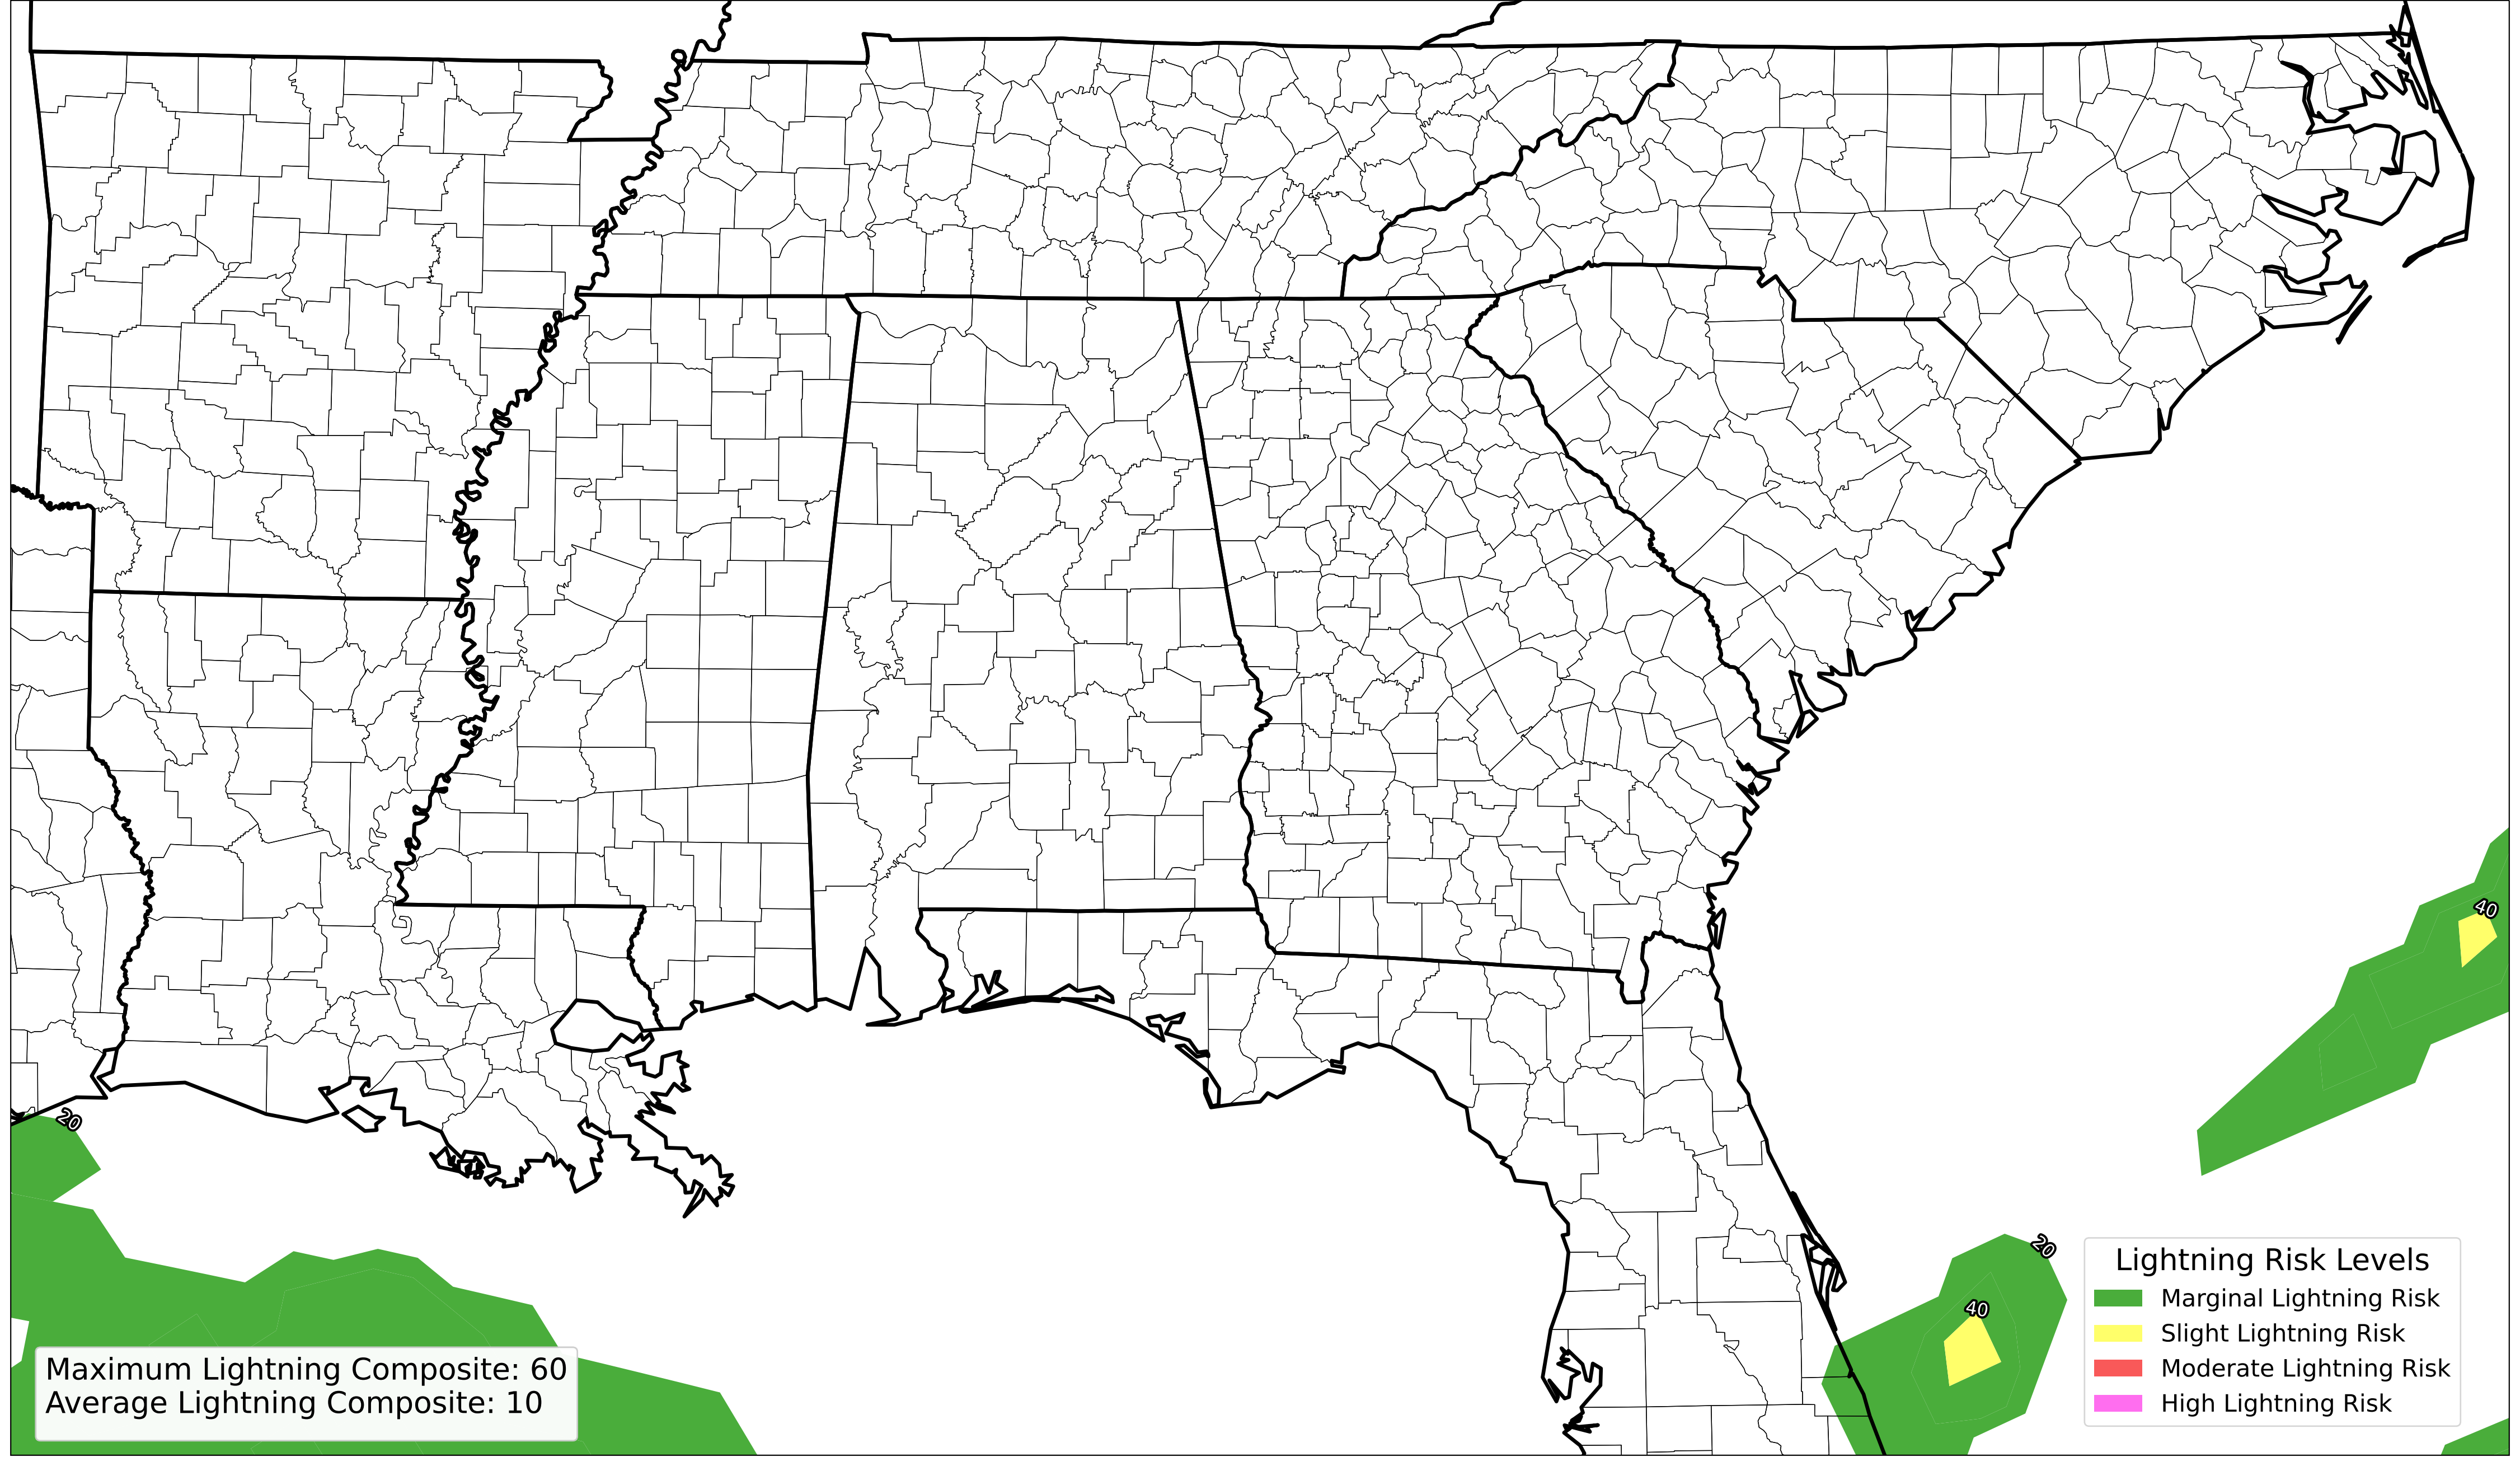 40
20
20
40
Lightning Risk Levels
Marginal Lightning Risk
Slight Lightning Risk
Moderate Lightning Risk
High Lightning Risk
Maximum Lightning Composite: 60
Average Lightning Composite: 10